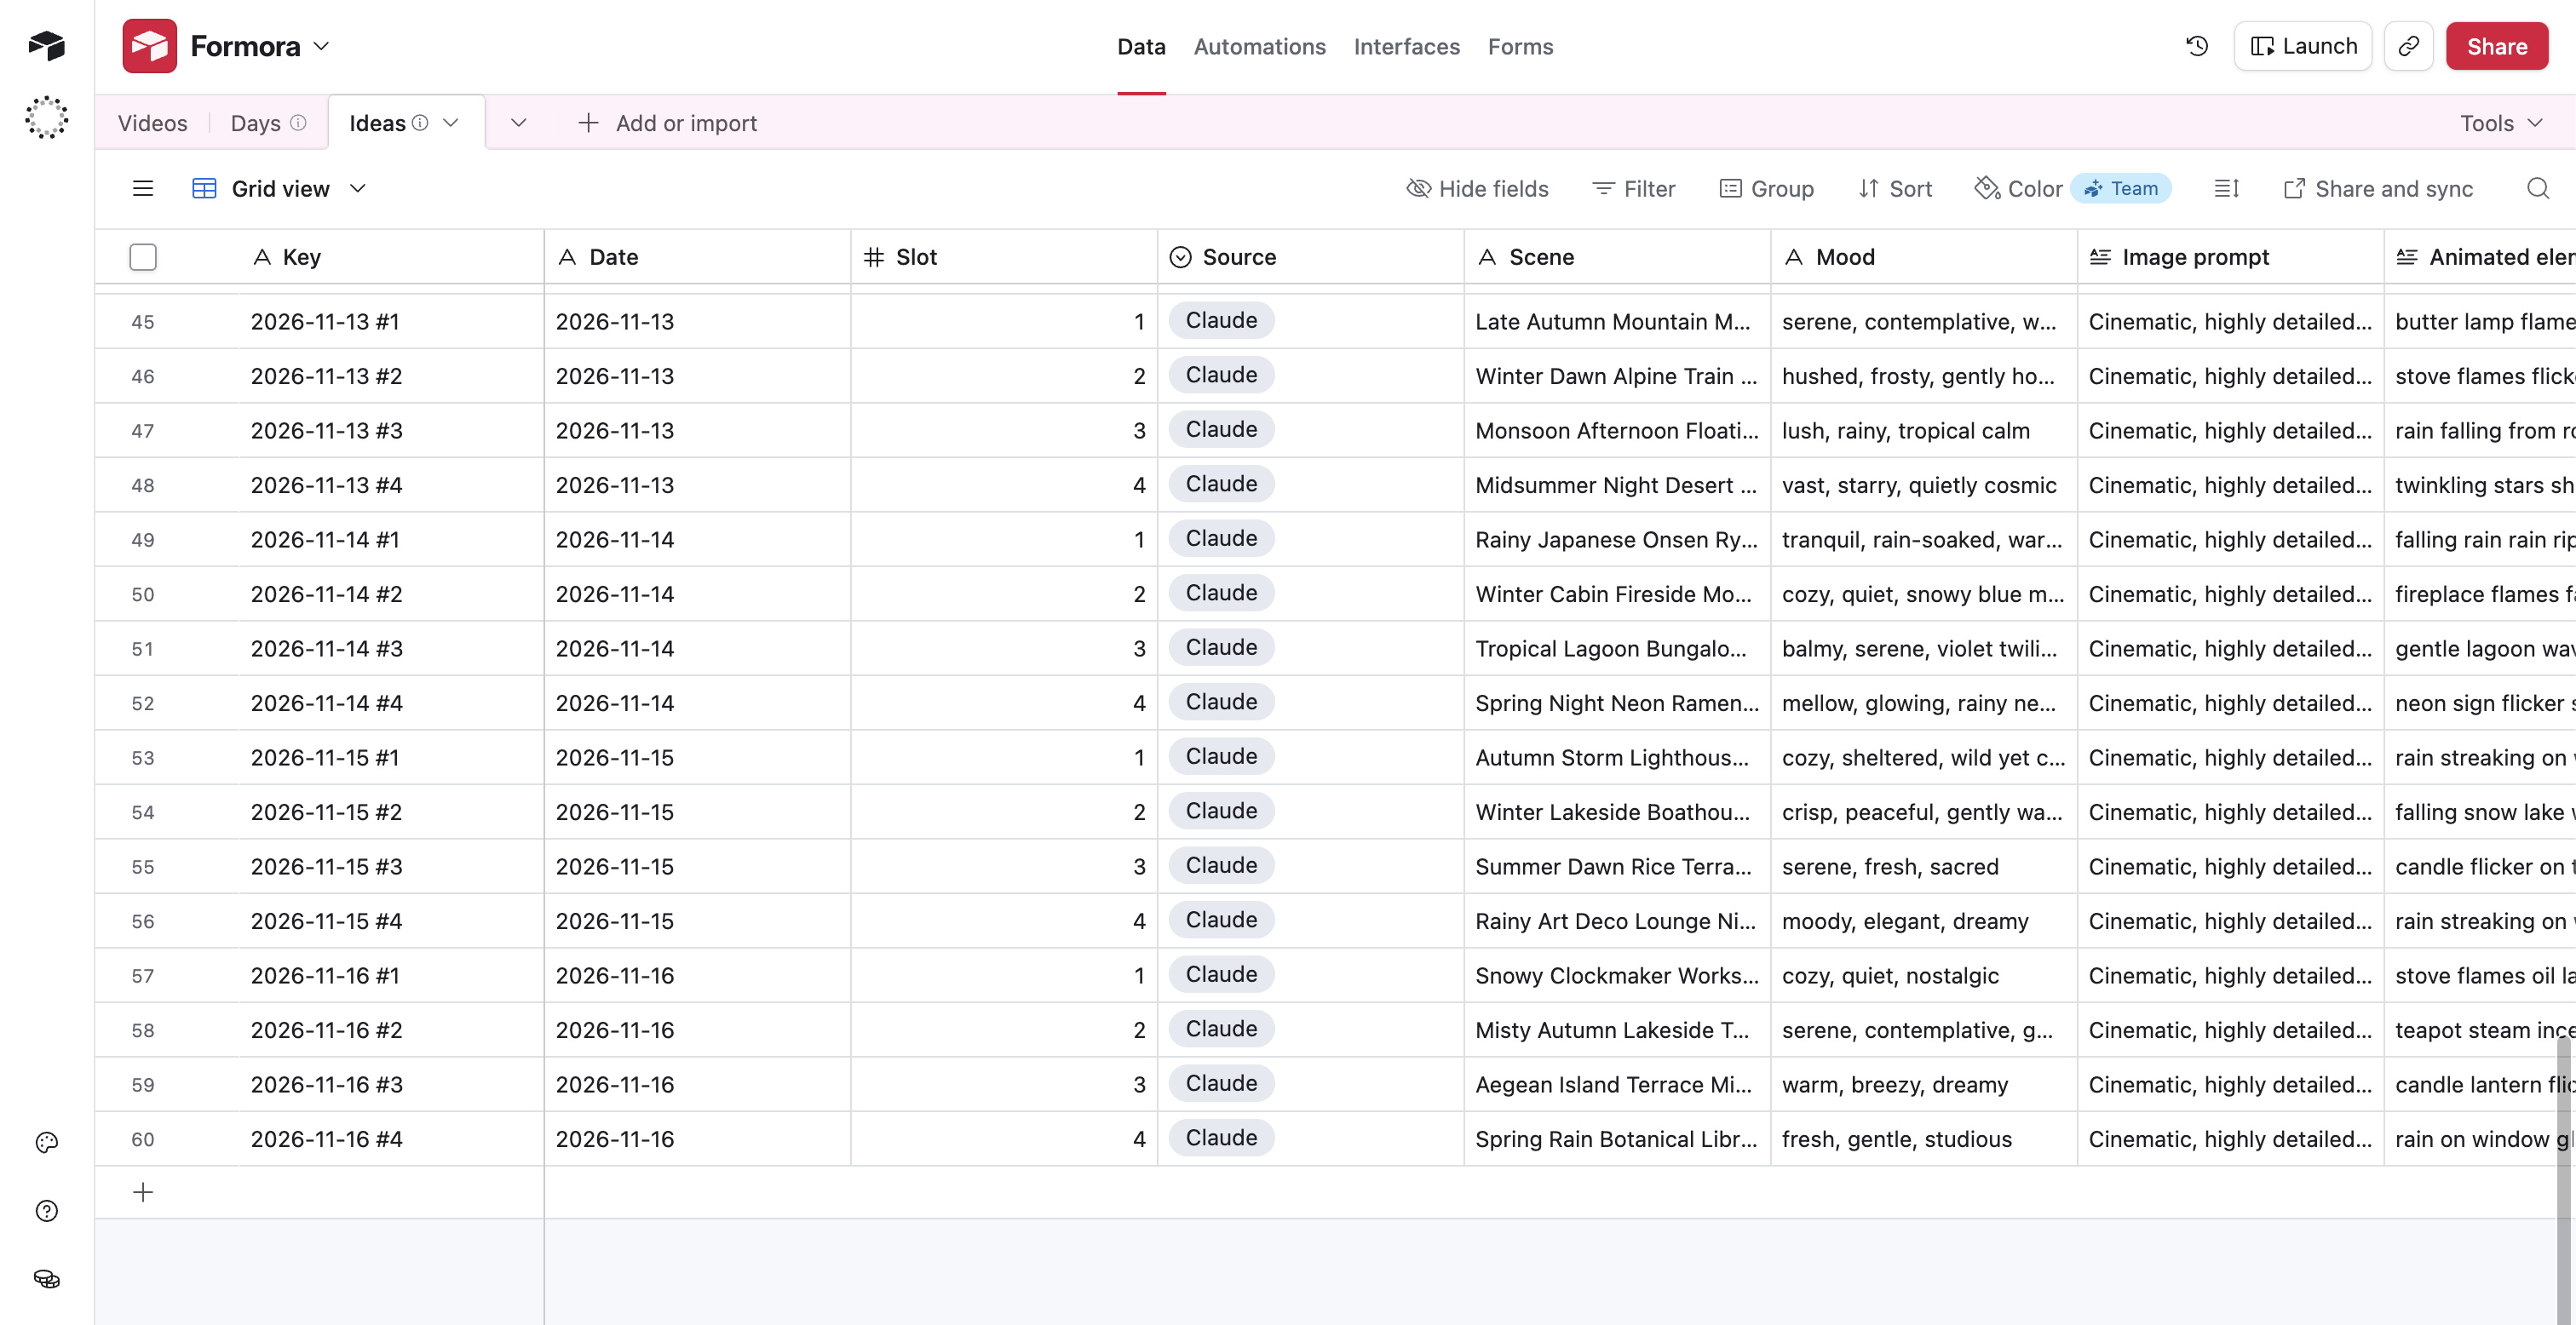 Formora
Data Automations Interfaces Forms
Launch Share
Videos Days Ideas Add or import Tools
Grid view Hide fields Filter Group Sort Color Team Share and sync
Key Date Slot Source Scene Mood Image prompt Animated elen
45 2026-11-13 #1 2026-11-13 1 Claude Late Autumn Mountain M... serene, contemplative, w... Cinematic, highly detailed... butter lamp flame
46 2026-11-13 #2 2026-11-13 2 Claude Winter Dawn Alpine Train ... hushed, frosty, gently ho... Cinematic, highly detailed... stove flames flick
47 2026-11-13 #3 2026-11-13 3 Claude Monsoon Afternoon Floati... lush, rainy, tropical calm Cinematic, highly detailed... rain falling from ro
48 2026-11-13 #4 2026-11-13 4 Claude Midsummer Night Desert ... vast, starry, quietly cosmic Cinematic, highly detailed... twinkling stars sh
49 2026-11-14 #1 2026-11-14 1 Claude Rainy Japanese Onsen Ry... tranquil, rain-soaked, war... Cinematic, highly detailed... falling rain rain rip
50 2026-11-14 #2 2026-11-14 2 Claude Winter Cabin Fireside Mo... cozy, quiet, snowy blue m... Cinematic, highly detailed... fireplace flames fa
51 2026-11-14 #3 2026-11-14 3 Claude Tropical Lagoon Bungalo... balmy, serene, violet twili... Cinematic, highly detailed... gentle lagoon wav
52 2026-11-14 #4 2026-11-14 4 Claude Spring Night Neon Ramen... mellow, glowing, rainy ne... Cinematic, highly detailed... neon sign flicker s
53 2026-11-15 #1 2026-11-15 1 Claude Autumn Storm Lighthous... cozy, sheltered, wild yet c... Cinematic, highly detailed... rain streaking on
54 2026-11-15 #2 2026-11-15 2 Claude Winter Lakeside Boathou... crisp, peaceful, gently wa... Cinematic, highly detailed... falling snow lake
55 2026-11-15 #3 2026-11-15 3 Claude Summer Dawn Rice Terra... serene, fresh, sacred Cinematic, highly detailed... candle flicker on
56 2026-11-15 #4 2026-11-15 4 Claude Rainy Art Deco Lounge Ni... moody, elegant, dreamy Cinematic, highly detailed... rain streaking on
57 2026-11-16 #1 2026-11-16 1 Claude Snowy Clockmaker Works... cozy, quiet, nostalgic Cinematic, highly detailed... stove flames oil la
58 2026-11-16 #2 2026-11-16 2 Claude Misty Autumn Lakeside T... serene, contemplative, g... Cinematic, highly detailed... teapot steam ince
59 2026-11-16 #3 2026-11-16 3 Claude Aegean Island Terrace Mi... warm, breezy, dreamy Cinematic, highly detailed... candle lantern flic
60 2026-11-16 #4 2026-11-16 4 Claude Spring Rain Botanical Libr... fresh, gentle, studious Cinematic, highly detailed... rain on window gl